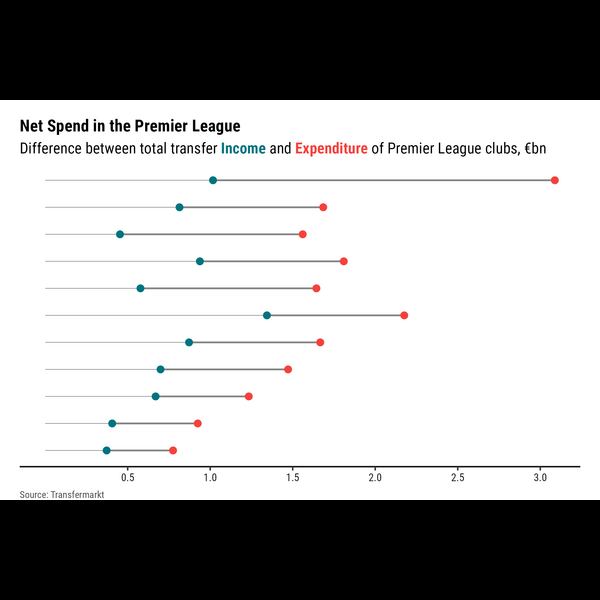 Net Spend in the Premier League
Difference between total transfer Income and Expenditure of Premier League clubs, €bn
0.5 1.0 1.5 2.0 2.5 3.0
Source: Transfermarkt